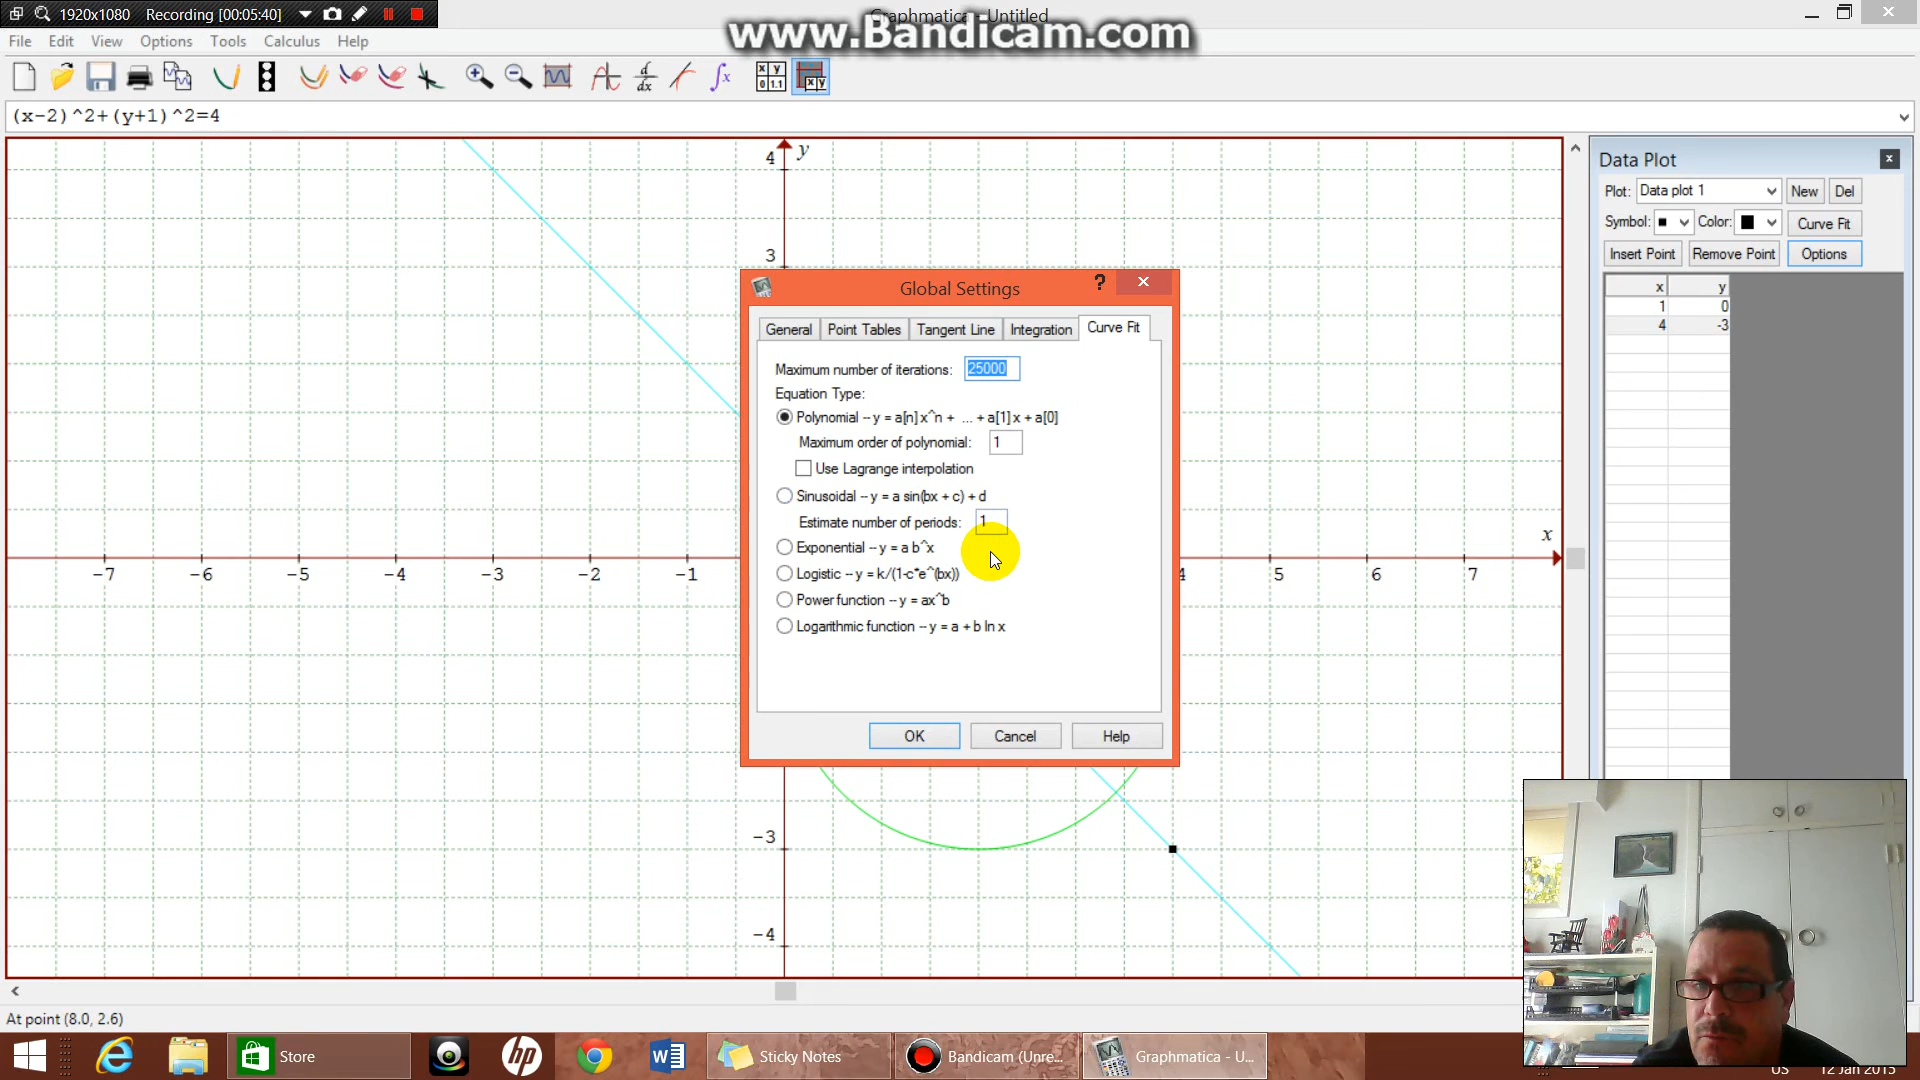 1920x1080 Recording [00:05:40]
Graphmatica - Untitled
www.Bandicam.com
File Edit View Options Tools Calculus Help
(x-2)^2+(y+1)^2=4
4 y
3
x
-7 -6 -5 -4 -3 -2 -1 4 5 6 7
-3
-4
Data Plot
Plot: Data plot 1 New Del
Symbol: Color: Curve Fit
Insert Point Remove Point Options
x y
1 0
4 -3
Global Settings
General Point Tables Tangent Line Integration Curve Fit
Maximum number of iterations: 25000
Equation Type:
Polynomial -- y = a[n] x^n + ... + a[1] x + a[0]
Maximum order of polynomial: 1
Use Lagrange interpolation
Sinusoidal -- y = a sin(bx + c) + d
Estimate number of periods: 1
Exponential -- y = a b^x
Logistic -- y = k/(1-c*e^(bx))
Power function -- y = ax^b
Logarithmic function -- y = a + b ln x
OK Cancel Help
At point (8.0, 2.6)
Store Sticky Notes Bandicam (Unre... Graphmatica - U...
US 12 Jan 2015